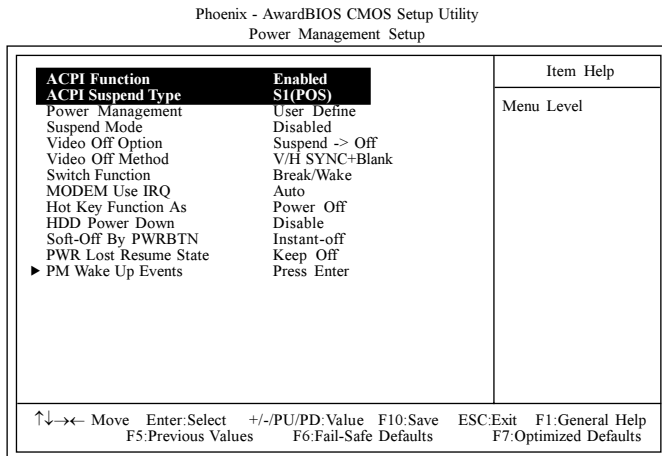 Phoenix - AwardBIOS CMOS Setup Utility
Power Management Setup
ACPI Function Enabled
ACPI Suspend Type S1(POS)
Power Management User Define
Suspend Mode Disabled
Video Off Option Suspend -> Off
Video Off Method V/H SYNC+Blank
Switch Function Break/Wake
MODEM Use IRQ Auto
Hot Key Function As Power Off
HDD Power Down Disable
Soft-Off By PWRBTN Instant-off
PWR Lost Resume State Keep Off
▶ PM Wake Up Events Press Enter
Item Help
Menu Level
↑↓→← Move Enter:Select +/-/PU/PD:Value F10:Save ESC:Exit F1:General Help
F5:Previous Values F6:Fail-Safe Defaults F7:Optimized Defaults